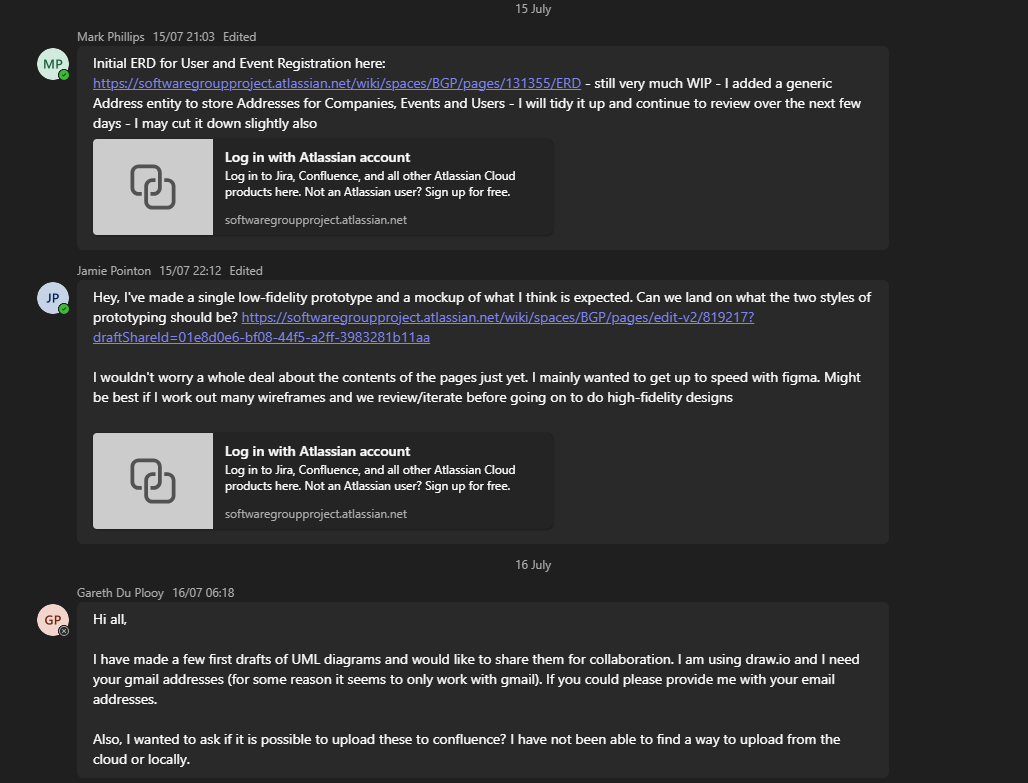 15 July
Mark Phillips 15/07 21:03 Edited
MP
Initial ERD for User and Event Registration here:
https://softwaregroupproject.atlassian.net/wiki/spaces/BGP/pages/131355/ERD - still very much WIP - I added a generic
Address entity to store Addresses for Companies, Events and Users - I will tidy it up and continue to review over the next few
days - I may cut it down slightly also
Log in with Atlassian account
Log in to Jira, Confluence, and all other Atlassian Cloud
products here. Not an Atlassian user? Sign up for free.
softwaregroupproject.atlassian.net
Jamie Pointon 15/07 22:12 Edited
JP
Hey, I've made a single low-fidelity prototype and a mockup of what I think is expected. Can we land on what the two styles of
prototyping should be? https://softwaregroupproject.atlassian.net/wiki/spaces/BGP/pages/edit-v2/819217?
draftShareId=01e8d0e6-bf08-44f5-a2ff-3983281b11aa
I wouldn't worry a whole deal about the contents of the pages just yet. I mainly wanted to get up to speed with figma. Might
be best if I work out many wireframes and we review/iterate before going on to do high-fidelity designs
Log in with Atlassian account
Log in to Jira, Confluence, and all other Atlassian Cloud
products here. Not an Atlassian user? Sign up for free.
softwaregroupproject.atlassian.net
16 July
Gareth Du Plooy 16/07 06:18
GP
Hi all,
I have made a few first drafts of UML diagrams and would like to share them for collaboration. I am using draw.io and I need
your gmail addresses (for some reason it seems to only work with gmail). If you could please provide me with your email
addresses.
Also, I wanted to ask if it is possible to upload these to confluence? I have not been able to find a way to upload from the
cloud or locally.